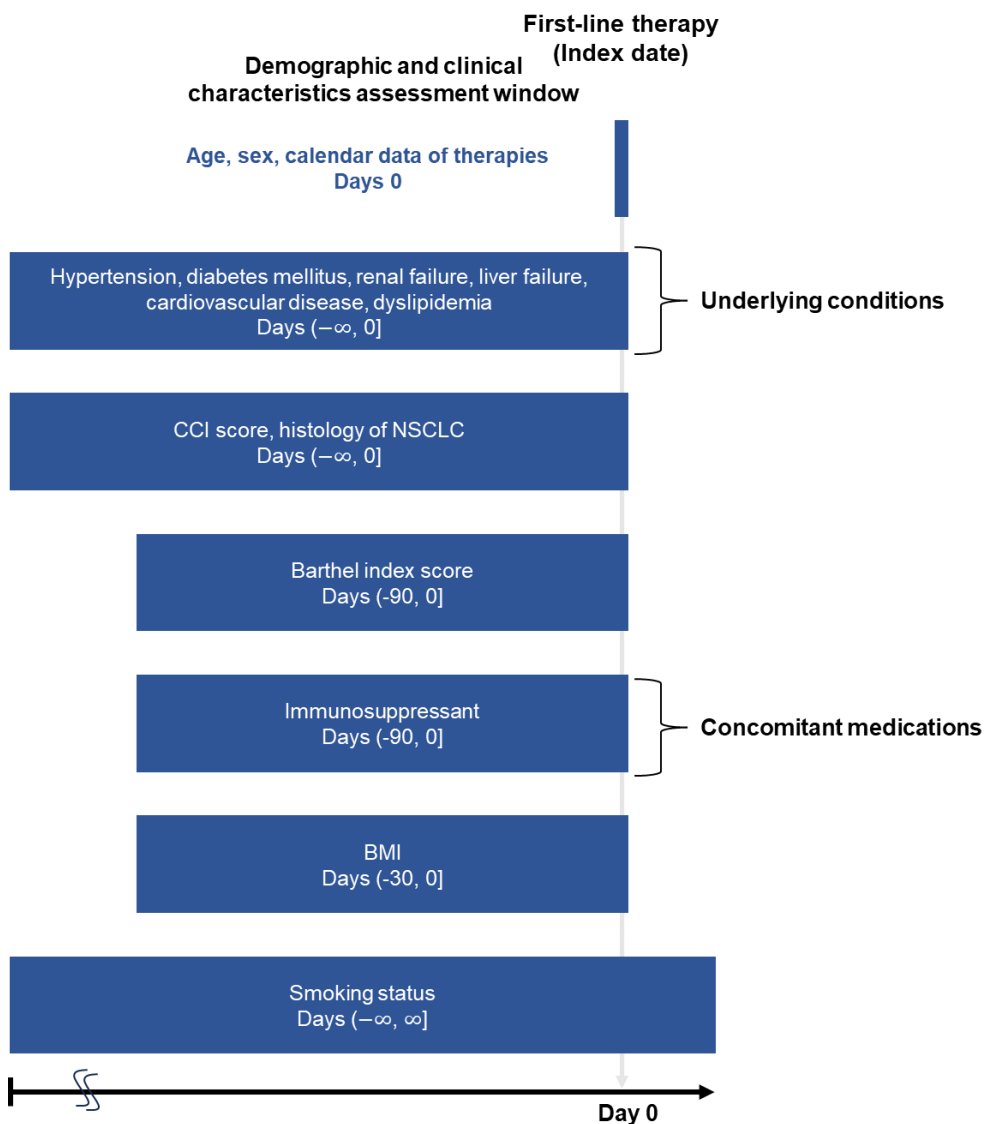 First-line therapy
(Index date)
Demographic and clinical
characteristics assessment window
Age, sex, calendar data of therapies
Days 0
Hypertension, diabetes mellitus, renal failure, liver failure,
cardiovascular disease, dyslipidemia
Days (−∞, 0]
Underlying conditions
CCI score, histology of NSCLC
Days (−∞, 0]
Barthel index score
Days (-90, 0]
Immunosuppressant
Days (-90, 0]
Concomitant medications
BMI
Days (-30, 0]
Smoking status
Days (−∞, ∞]
Day 0